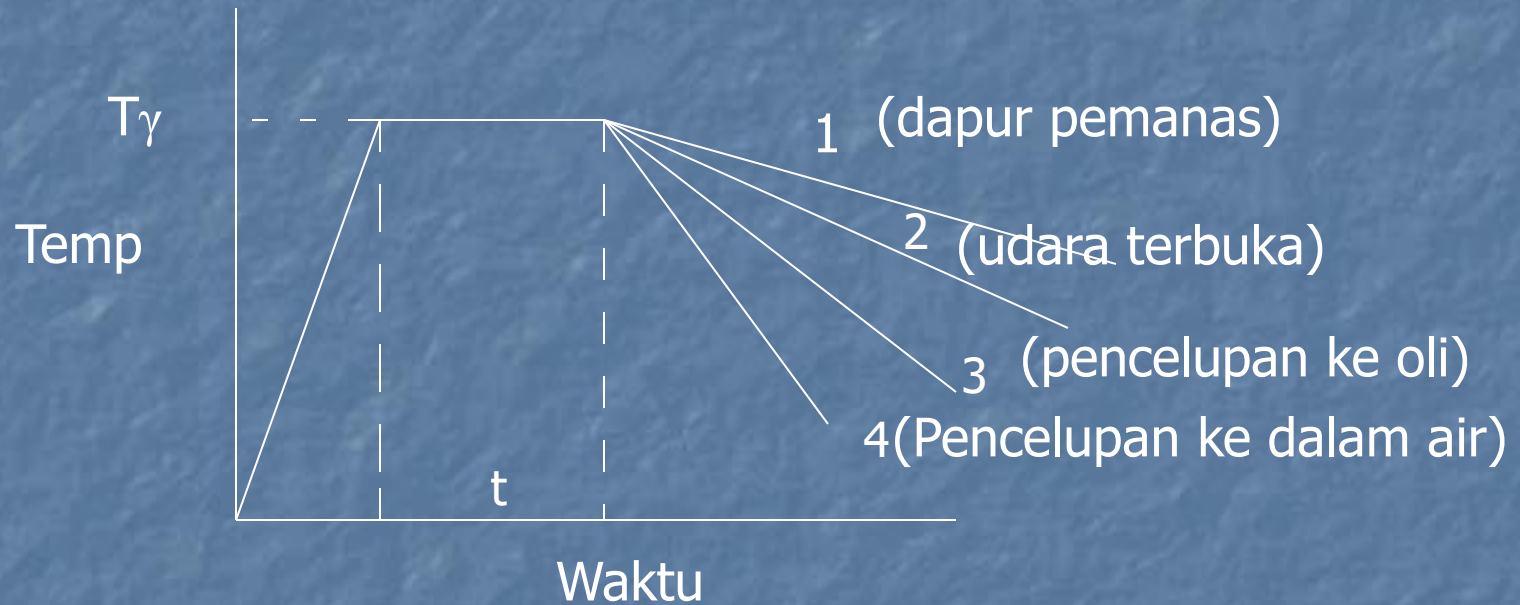 Tγ
1 (dapur pemanas)
Temp
2 (udara terbuka)
3 (pencelupan ke oli)
4(Pencelupan ke dalam air)
t
Waktu